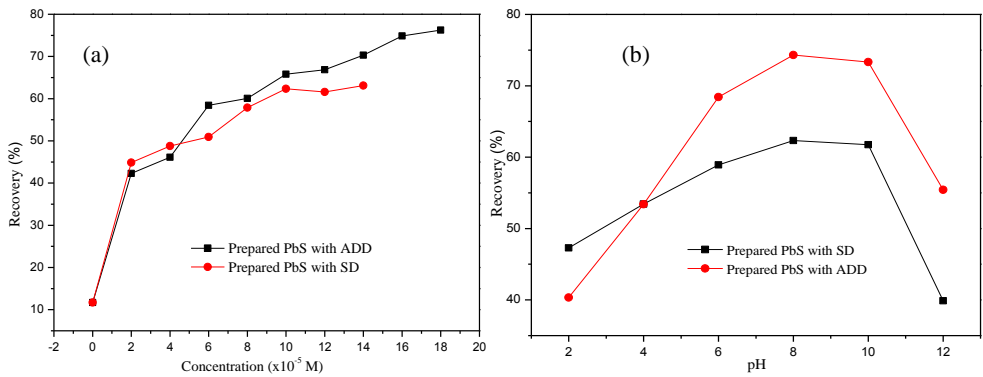 80
70
60
50
40
30
20
10
-2 0 2 4 6 8 10 12 14 16 18 20
Recovery (%)
Concentration (x10⁻⁵ M)
(a)
Prepared PbS with ADD
Prepared PbS with SD
80
70
60
50
40
2 4 6 8 10 12
Recovery (%)
pH
(b)
Prepared PbS with SD
Prepared PbS with ADD